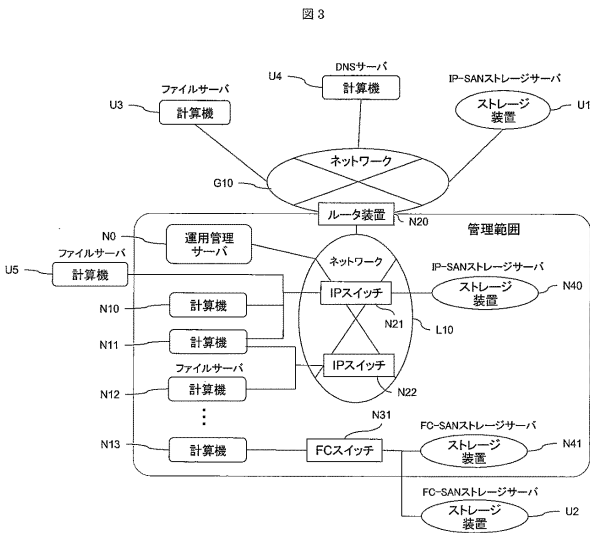 図3
DNSサーバ
U4
計算機
ファイルサーバ
U3
計算機
IP-SANストレージサーバ
ストレージ
装置
U1
ネットワーク
G10
ルータ装置
N20
管理範囲
N0
運用管理
サーバ
ファイルサーバ
U5
計算機
ネットワーク
IP-SANストレージサーバ
IPスイッチ
ストレージ
装置
N40
N10
計算機
N21
L10
N11
計算機
IPスイッチ
ファイルサーバ
N12
計算機
N22
N31
FC-SANストレージサーバ
N13
計算機
FCスイッチ
ストレージ
装置
N41
FC-SANストレージサーバ
ストレージ
装置
U2